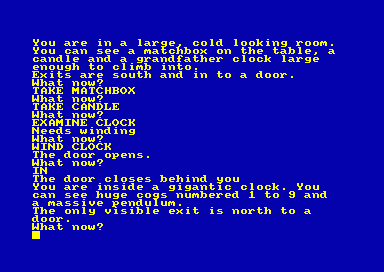 You are in a large, cold looking room.
You can see a matchbox on the table, a
candle and a grandfather clock large
enough to climb into.
Exits are south and in to a door.
What now?
TAKE MATCHBOX
What now?
TAKE CANDLE
What now?
EXAMINE CLOCK
Needs winding
What now?
WIND CLOCK
The door opens.
What now?
IN
The door closes behind you
You are inside a gigantic clock. You
can see huge cogs numbered 1 to 9 and
a massive pendulum.
The only visible exit is north to a
door.
What now?